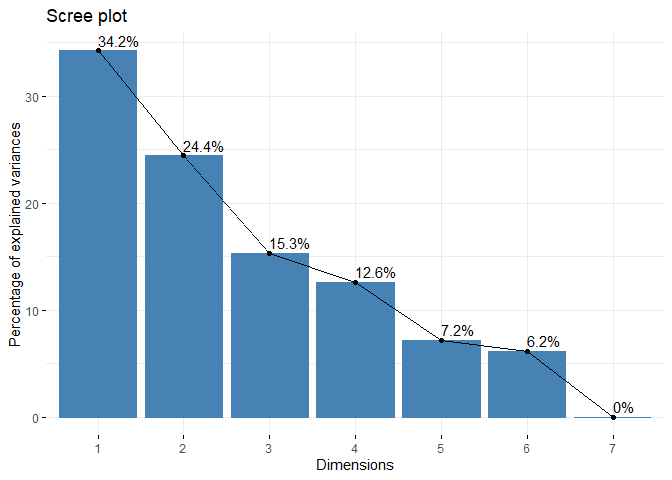 Scree plot
34.2%
24.4%
15.3%
12.6%
7.2%
6.2%
0%
30
20
10
0
Percentage of explained variances
1 2 3 4 5 6 7
Dimensions